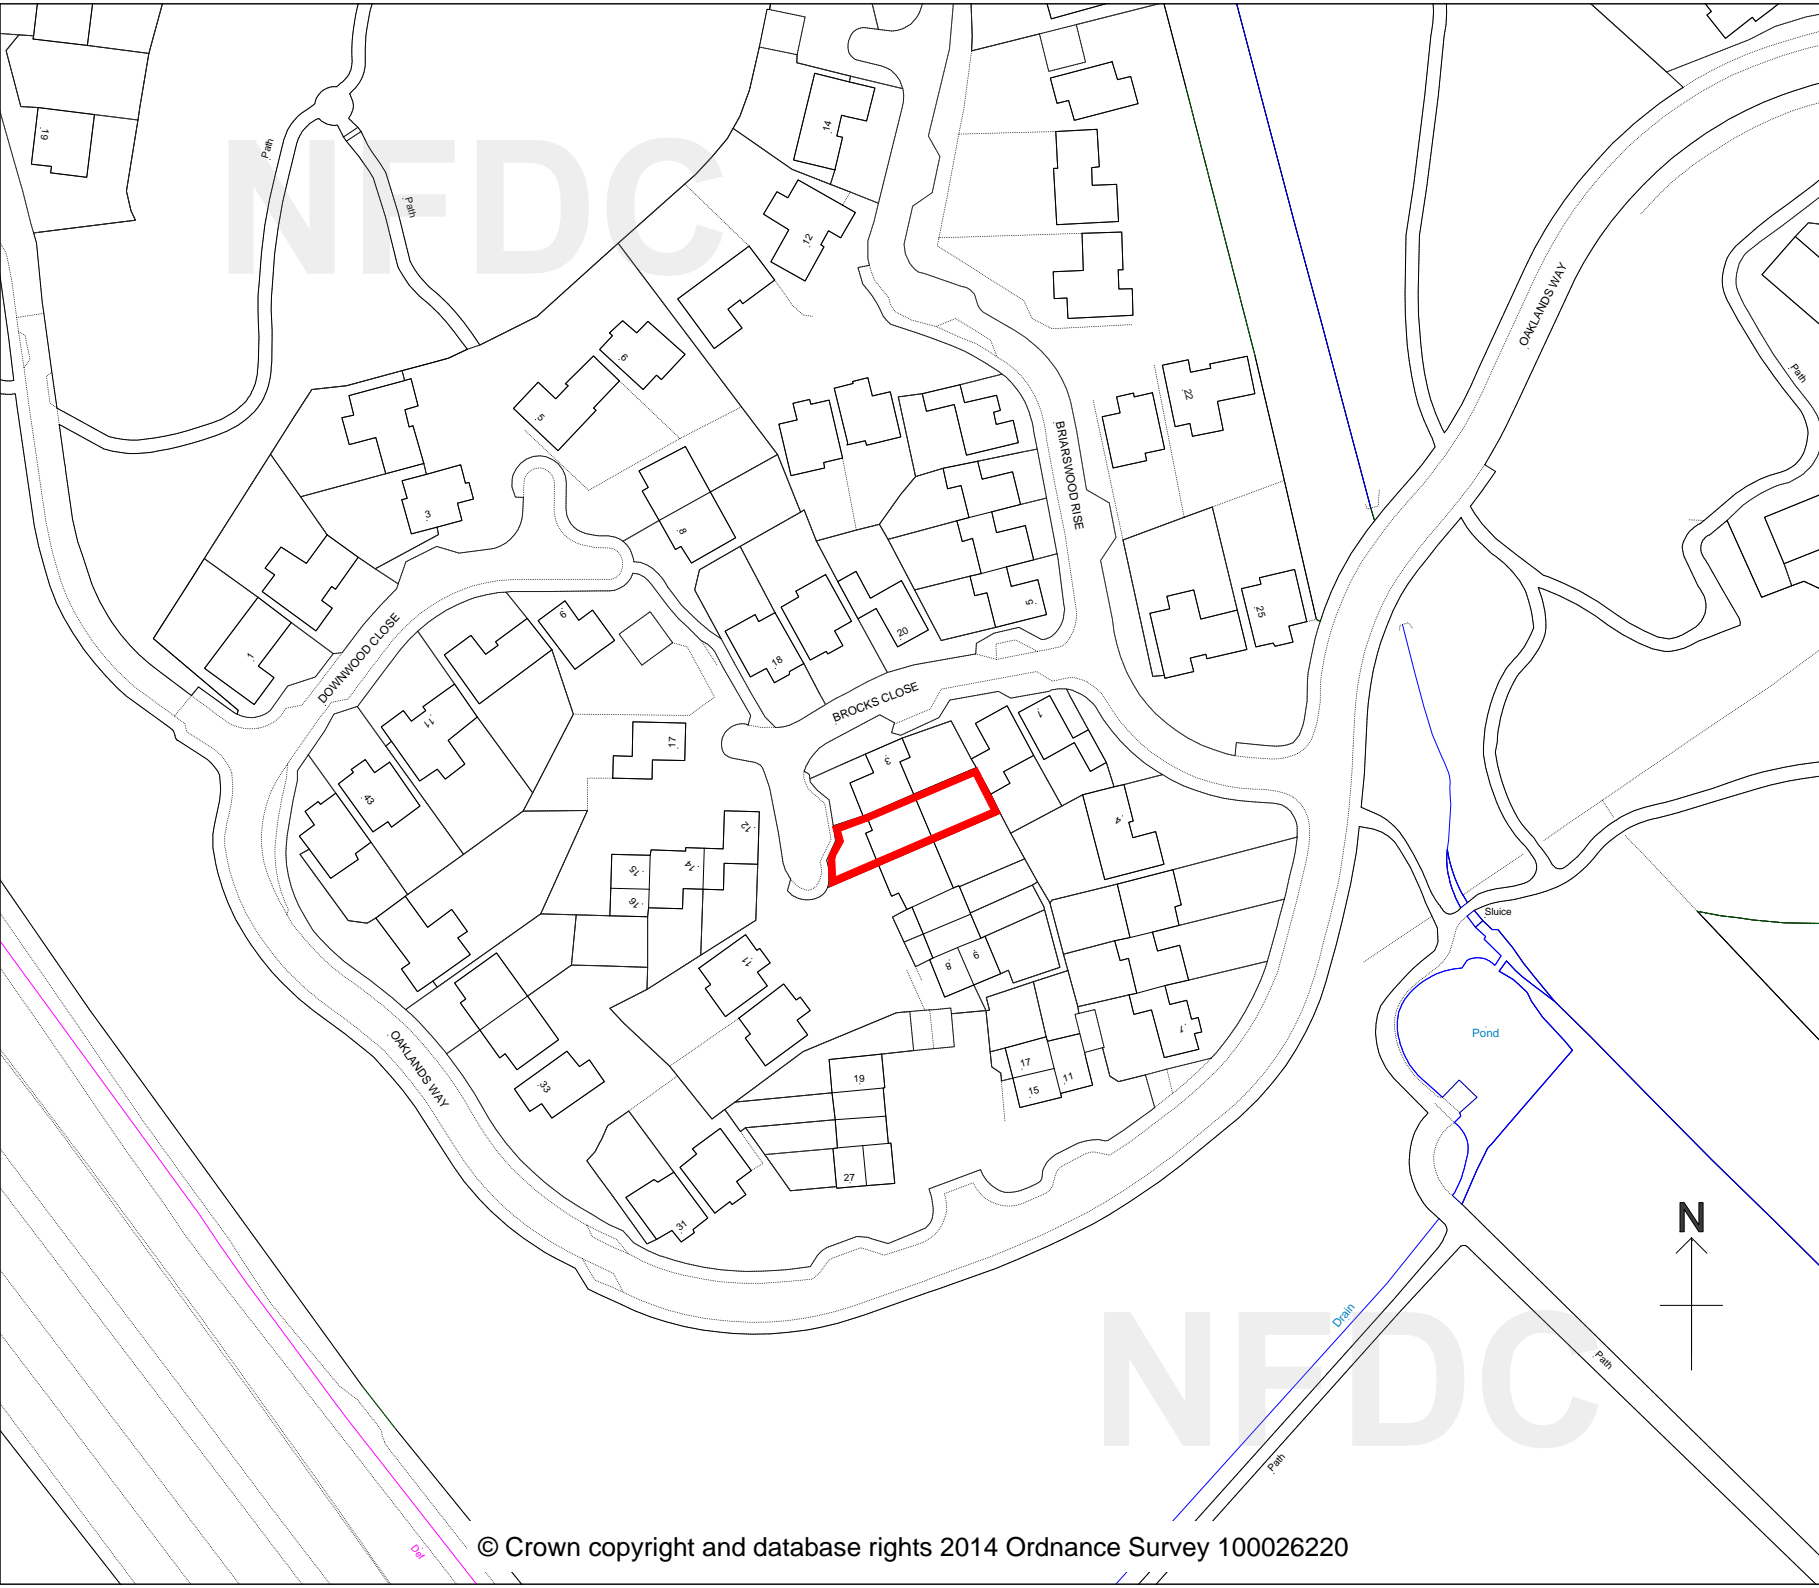 19
Path
Path
NFDC
14
12
OAKLANDS WAY
Path
6
5
22
BRIARSWOOD RISE
3
8
5
25
20
18
9
1
DOWNWOOD CLOSE
BROCKS CLOSE
11
17
3
1
43
12
4
14
15
16
Sluice
11
8
9
Pond
7
OAKLANDS WAY
33
19
17
15
11
27
31
N
Drain
NFDC
Path
Path
Def
© Crown copyright and database rights 2014 Ordnance Survey 100026220